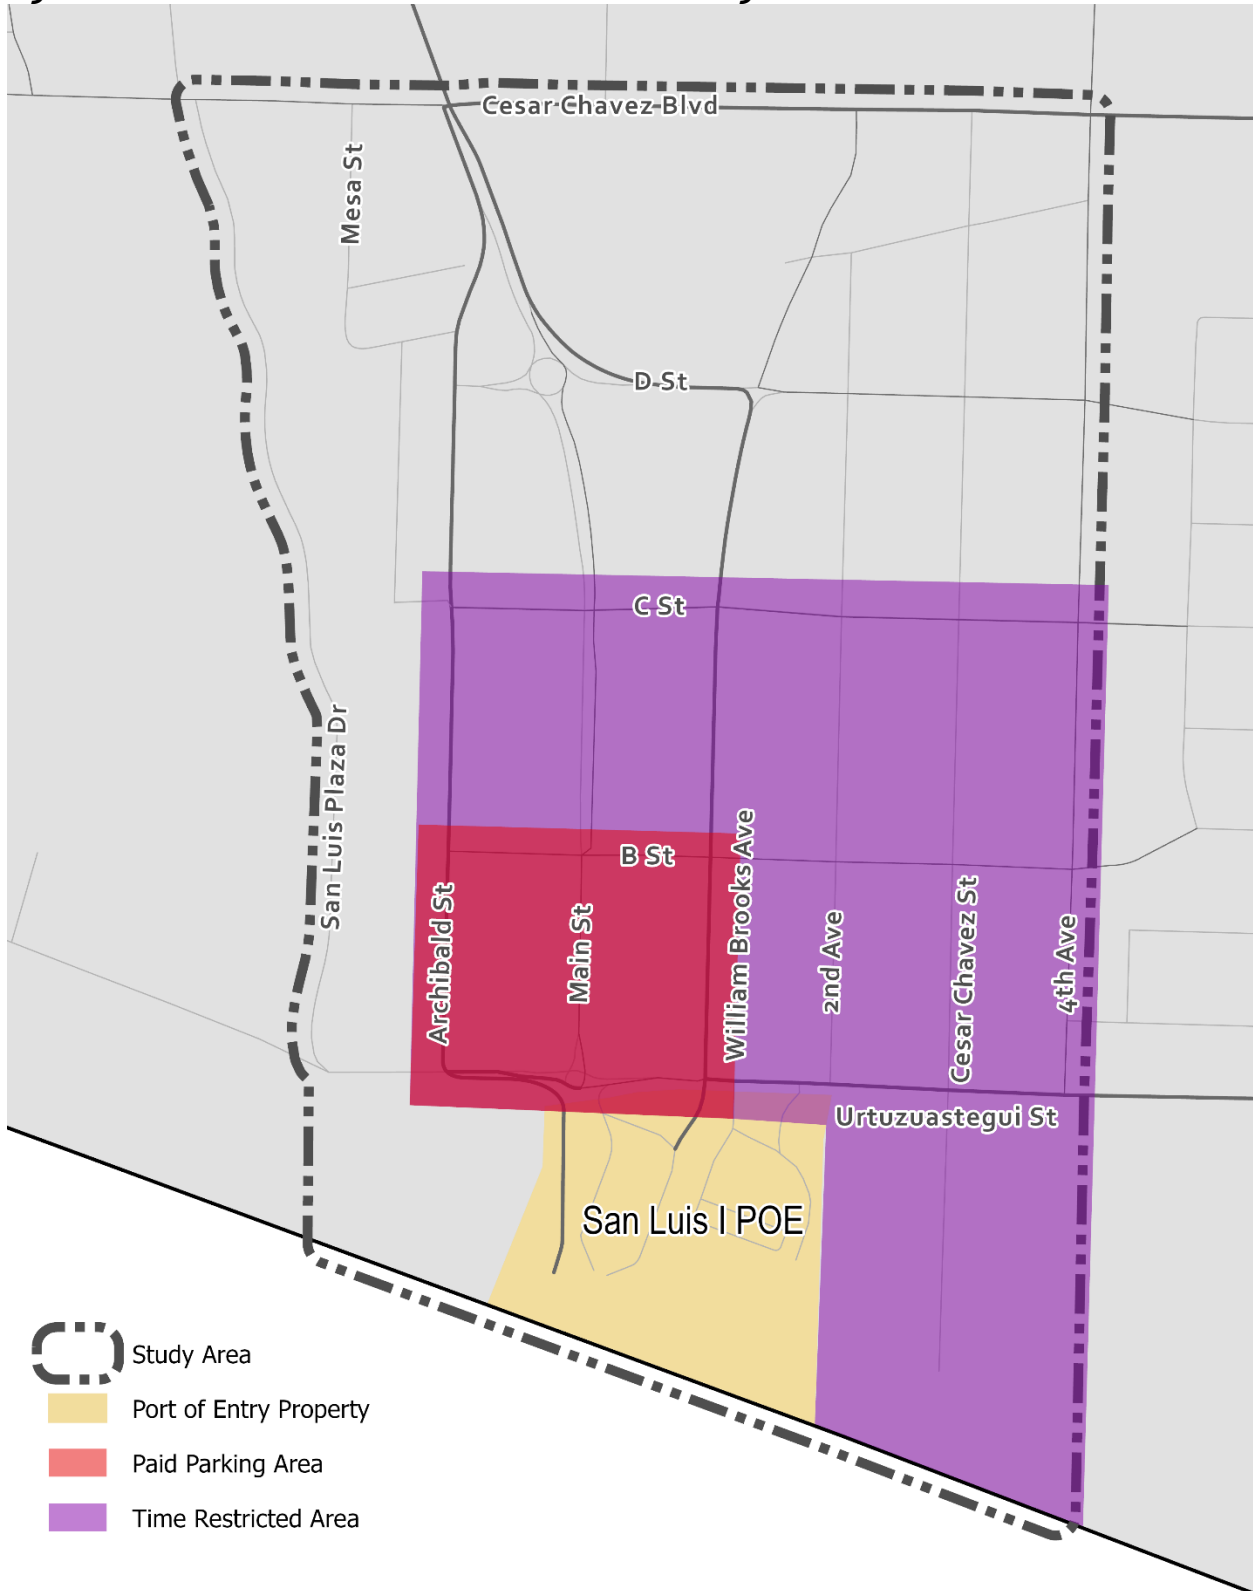 Cesar Chavez Blvd
Mesa St
D St
C St
San Luis Plaza Dr
B St
Archibald St
Main St
William Brooks Ave
2nd Ave
Cesar Chavez St
4th Ave
Urtuzuastegui St
San Luis I POE
Study Area
Port of Entry Property
Paid Parking Area
Time Restricted Area